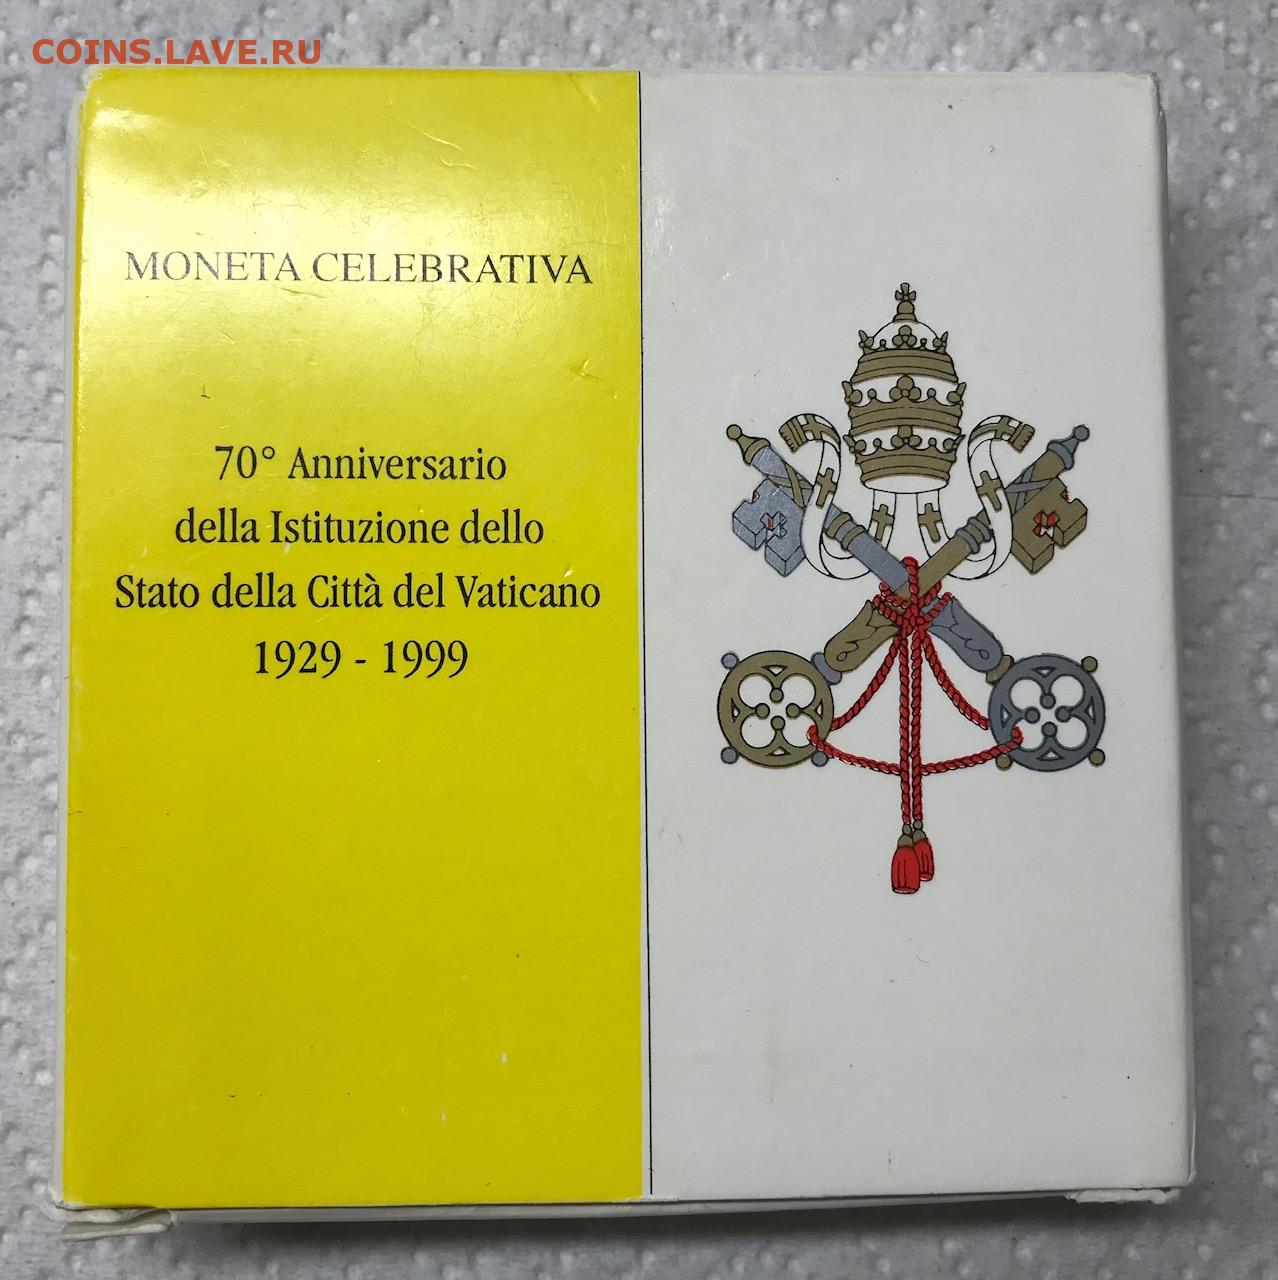 COINS.LAVE.RU
MONETA CELEBRATIVA
70° Anniversario
della Istituzione dello
Stato della Città del Vaticano
1929 - 1999